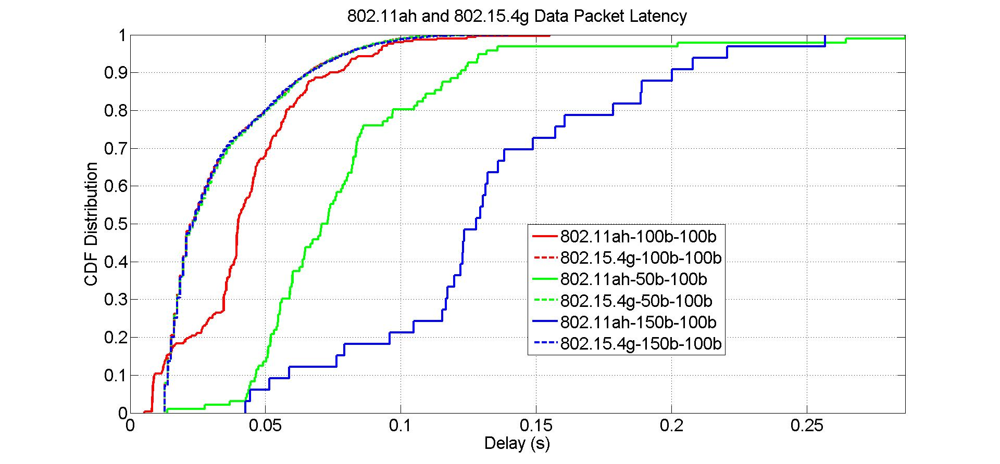 802.11ah and 802.15.4g Data Packet Latency
1
0.9
0.8
0.7
0.6
0.5
0.4
0.3
0.2
0.1
0
CDF Distribution
802.11ah-100b-100b
802.15.4g-100b-100b
802.11ah-50b-100b
802.15.4g-50b-100b
802.11ah-150b-100b
802.15.4g-150b-100b
0 0.05 0.1 0.15 0.2 0.25
Delay (s)